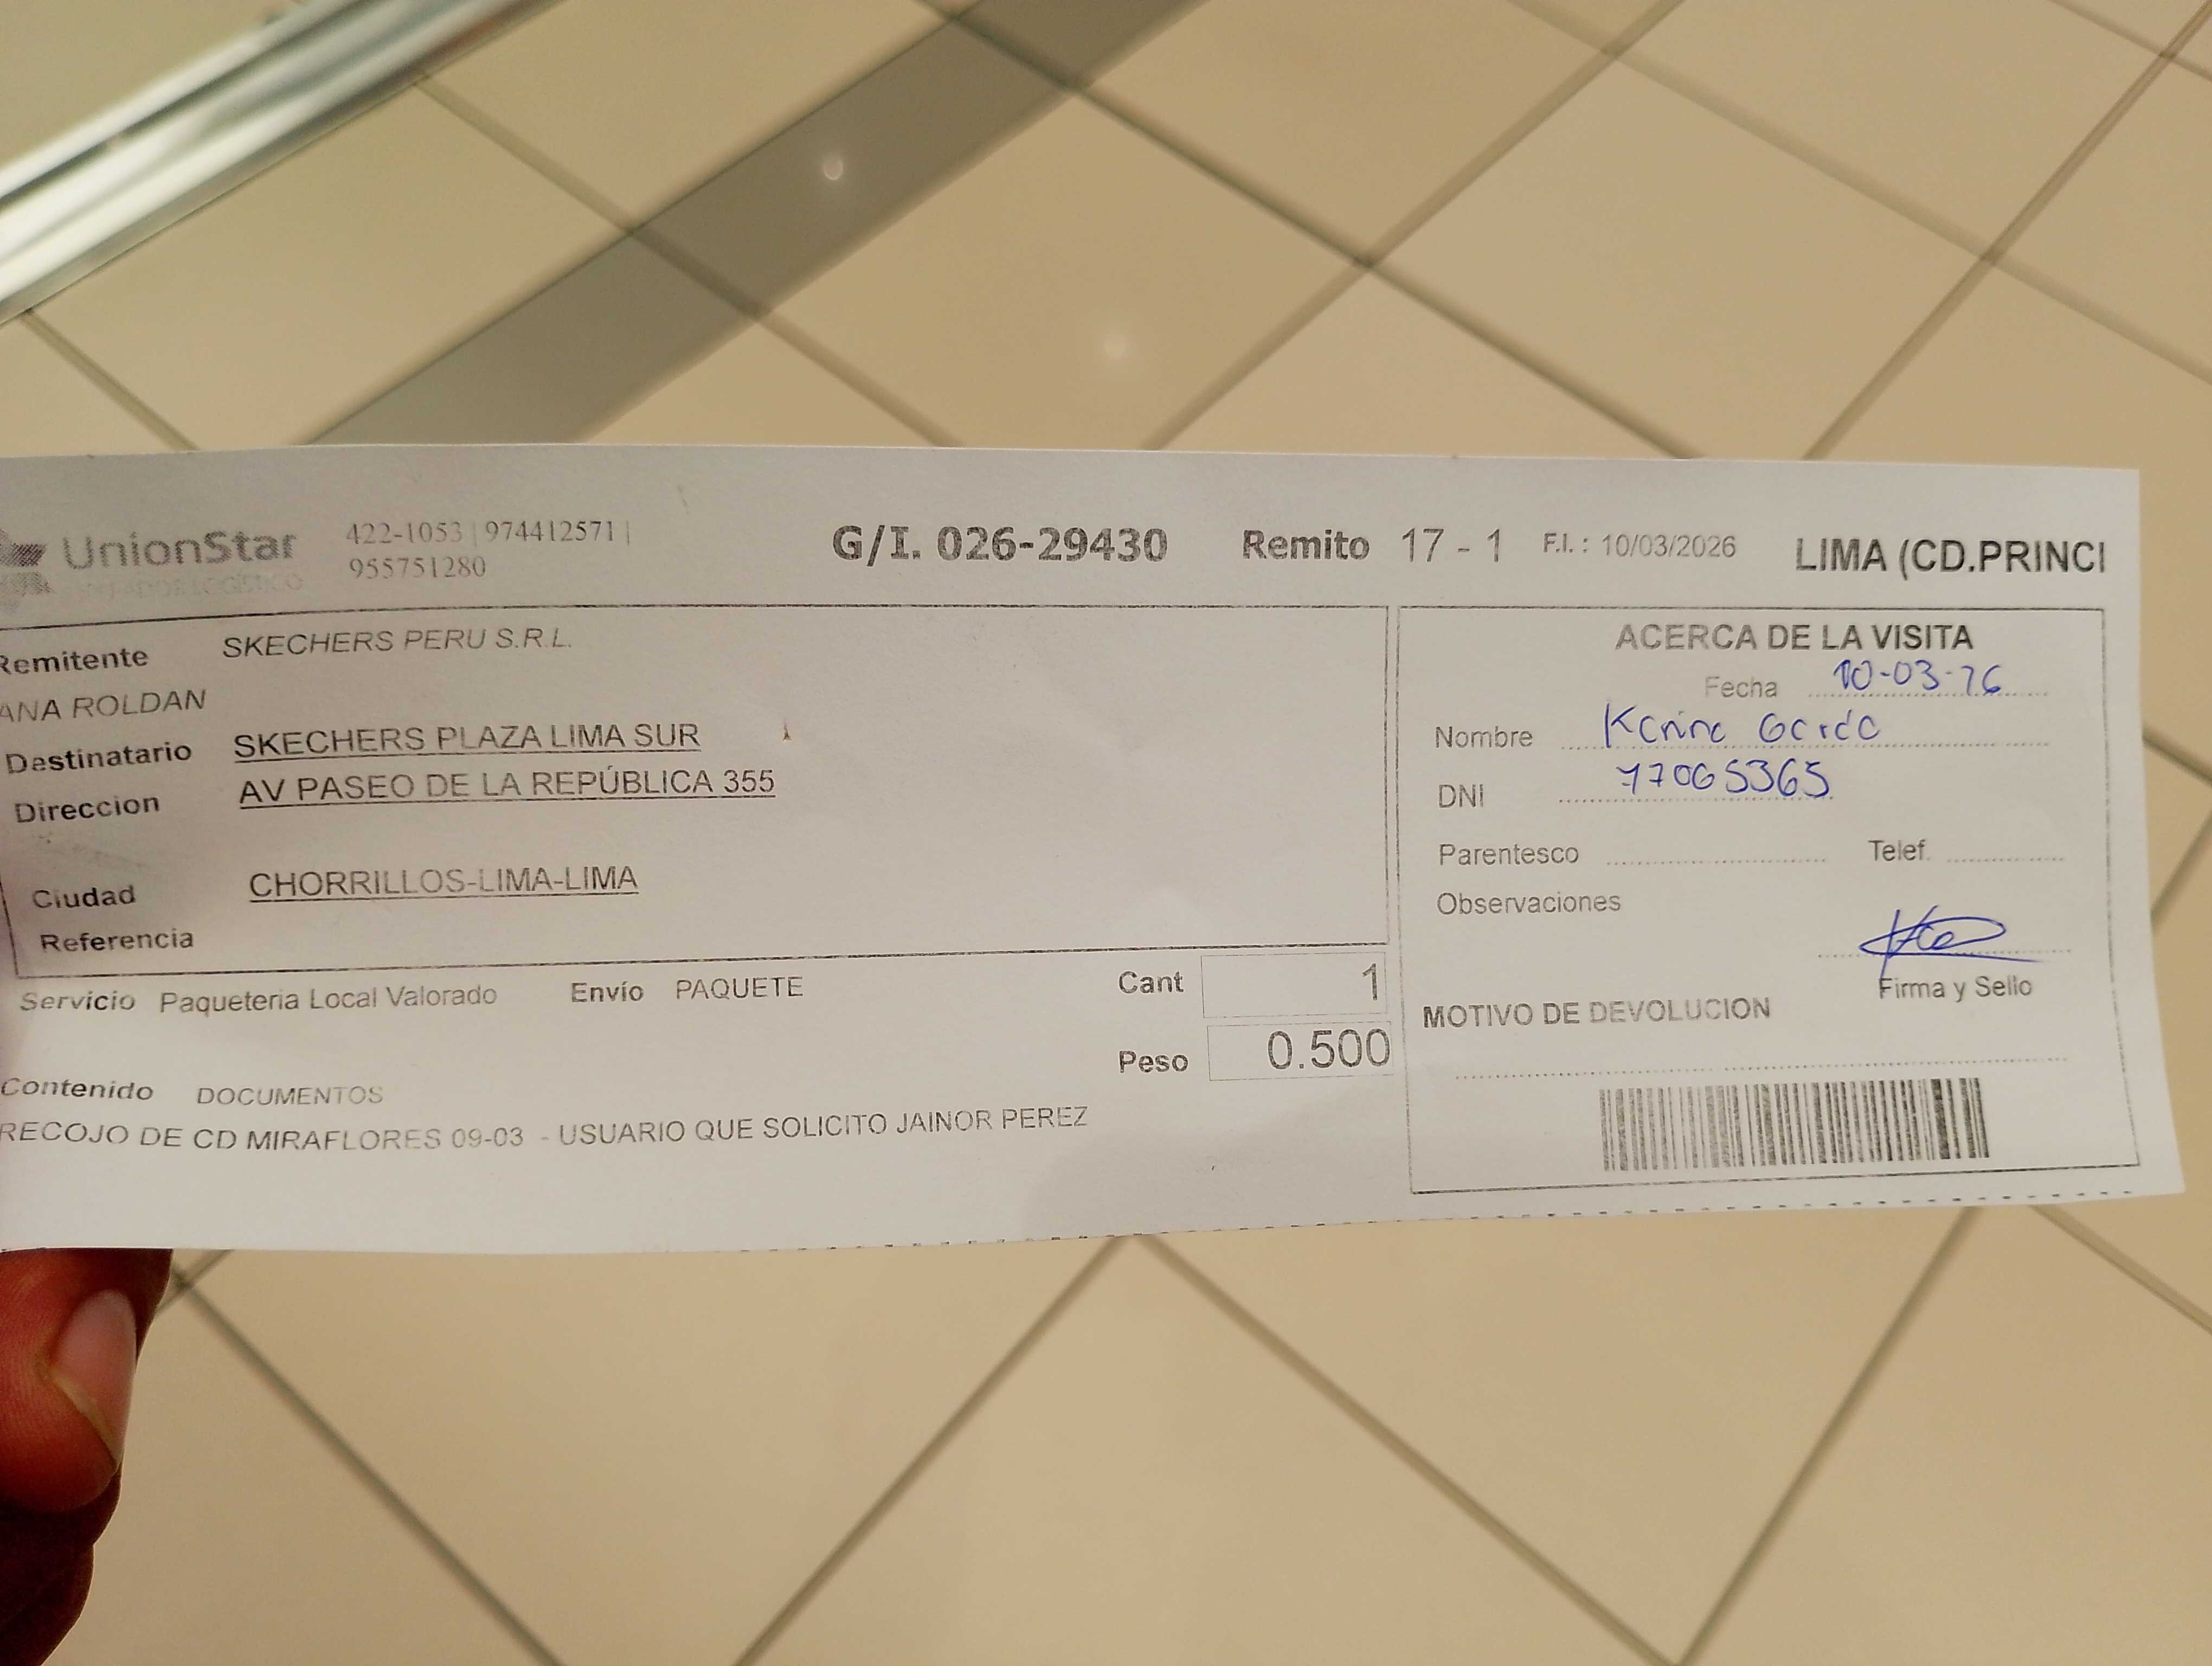 UnionStar 422-1053 | 974412571 | 955751280
G/I. 026-29430 Remito 17 - 1 F.I. : 10/03/2026 LIMA (CD.PRINCI
Remitente SKECHERS PERU S.R.L.
ANA ROLDAN
Destinatario SKECHERS PLAZA LIMA SUR
Direccion AV PASEO DE LA REPÚBLICA 355
Ciudad CHORRILLOS-LIMA-LIMA
Referencia
Servicio Paqueteria Local Valorado Envío PAQUETE Cant 1
Peso 0.500
Contenido DOCUMENTOS
RECOJO DE CD MIRAFLORES 09-03 - USUARIO QUE SOLICITO JAINOR PEREZ
ACERCA DE LA VISITA
Fecha 10-03-26
Nombre Karina
DNI 77065365
Parentesco Telef.
Observaciones
Firma y Sello
MOTIVO DE DEVOLUCION